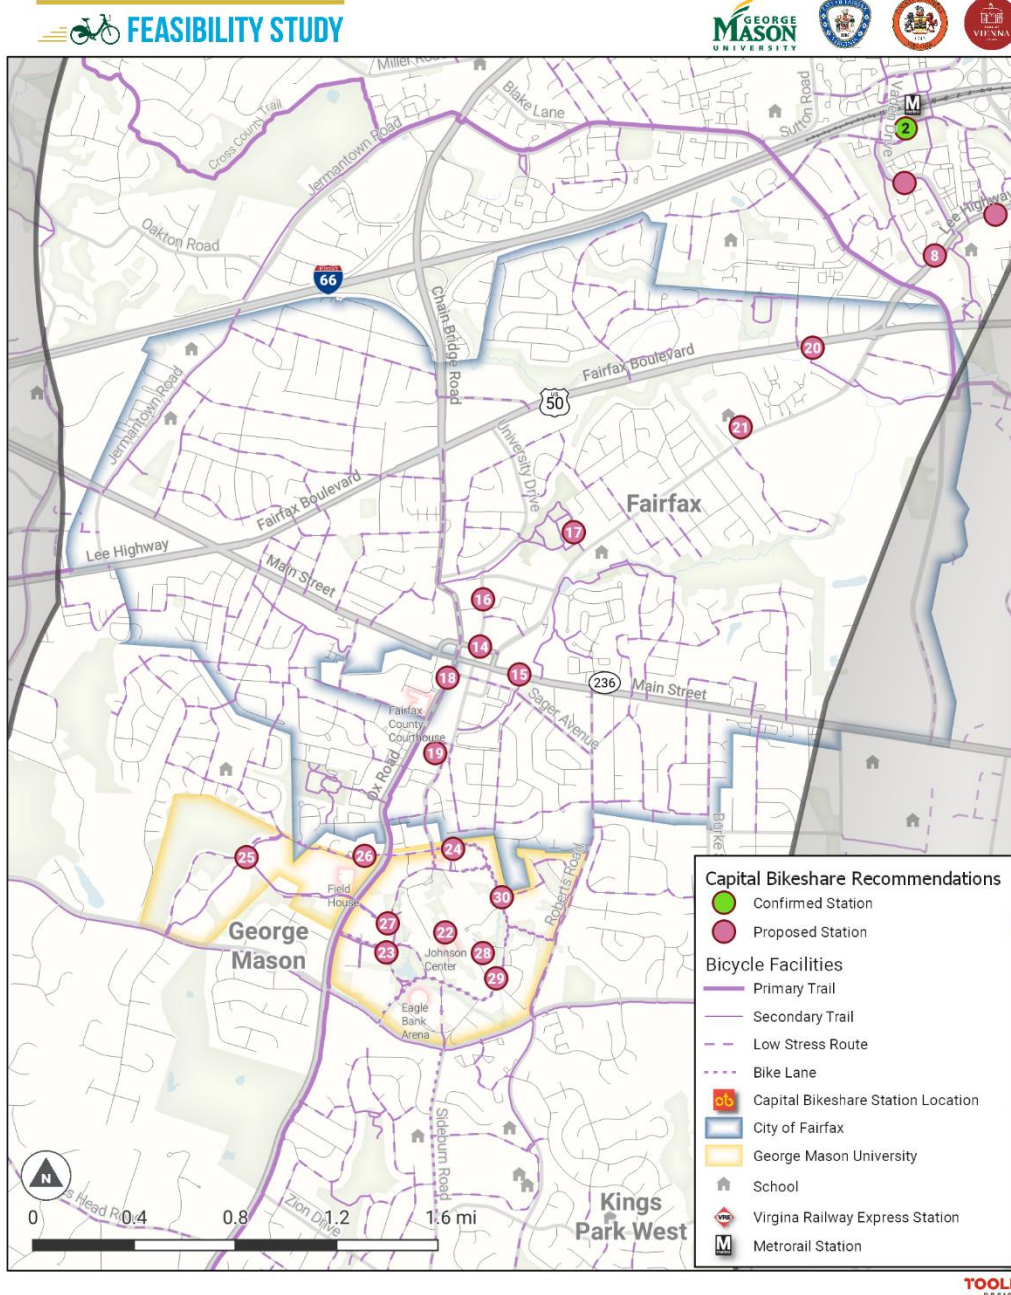 FEASIBILITY STUDY
GEORGE
MASON
UNIVERSITY
VIENNA
Miller Road
Blake Lane
Sutton Road
Vaden Drive
M
2
Cross County Trail
Jermantown Road
Lee Highway
Oakton Road
8
66
Chain Bridge Road
20
Fairfax Boulevard
US
50
Jermantown Road
21
University Drive
Fairfax Boulevard
Fairfax
17
Lee Highway
Main Street
16
14
18
15
236
Main Street
Fairfax
County
Courthouse
Sager Avenue
19
Ox Road
25
26
24
Roberts Road
Field
House
30
27
22
George
Mason
23
Johnson
Center
28
29
Eagle
Bank
Arena
Sideburn Road
Zion Drive
Kings
Park West
N
0 0.4 0.8 1.2 1.6 mi
Capital Bikeshare Recommendations
Confirmed Station
Proposed Station
Bicycle Facilities
Primary Trail
Secondary Trail
Low Stress Route
Bike Lane
Capital Bikeshare Station Location
City of Fairfax
George Mason University
School
VRE
Virgina Railway Express Station
M
Metrorail Station